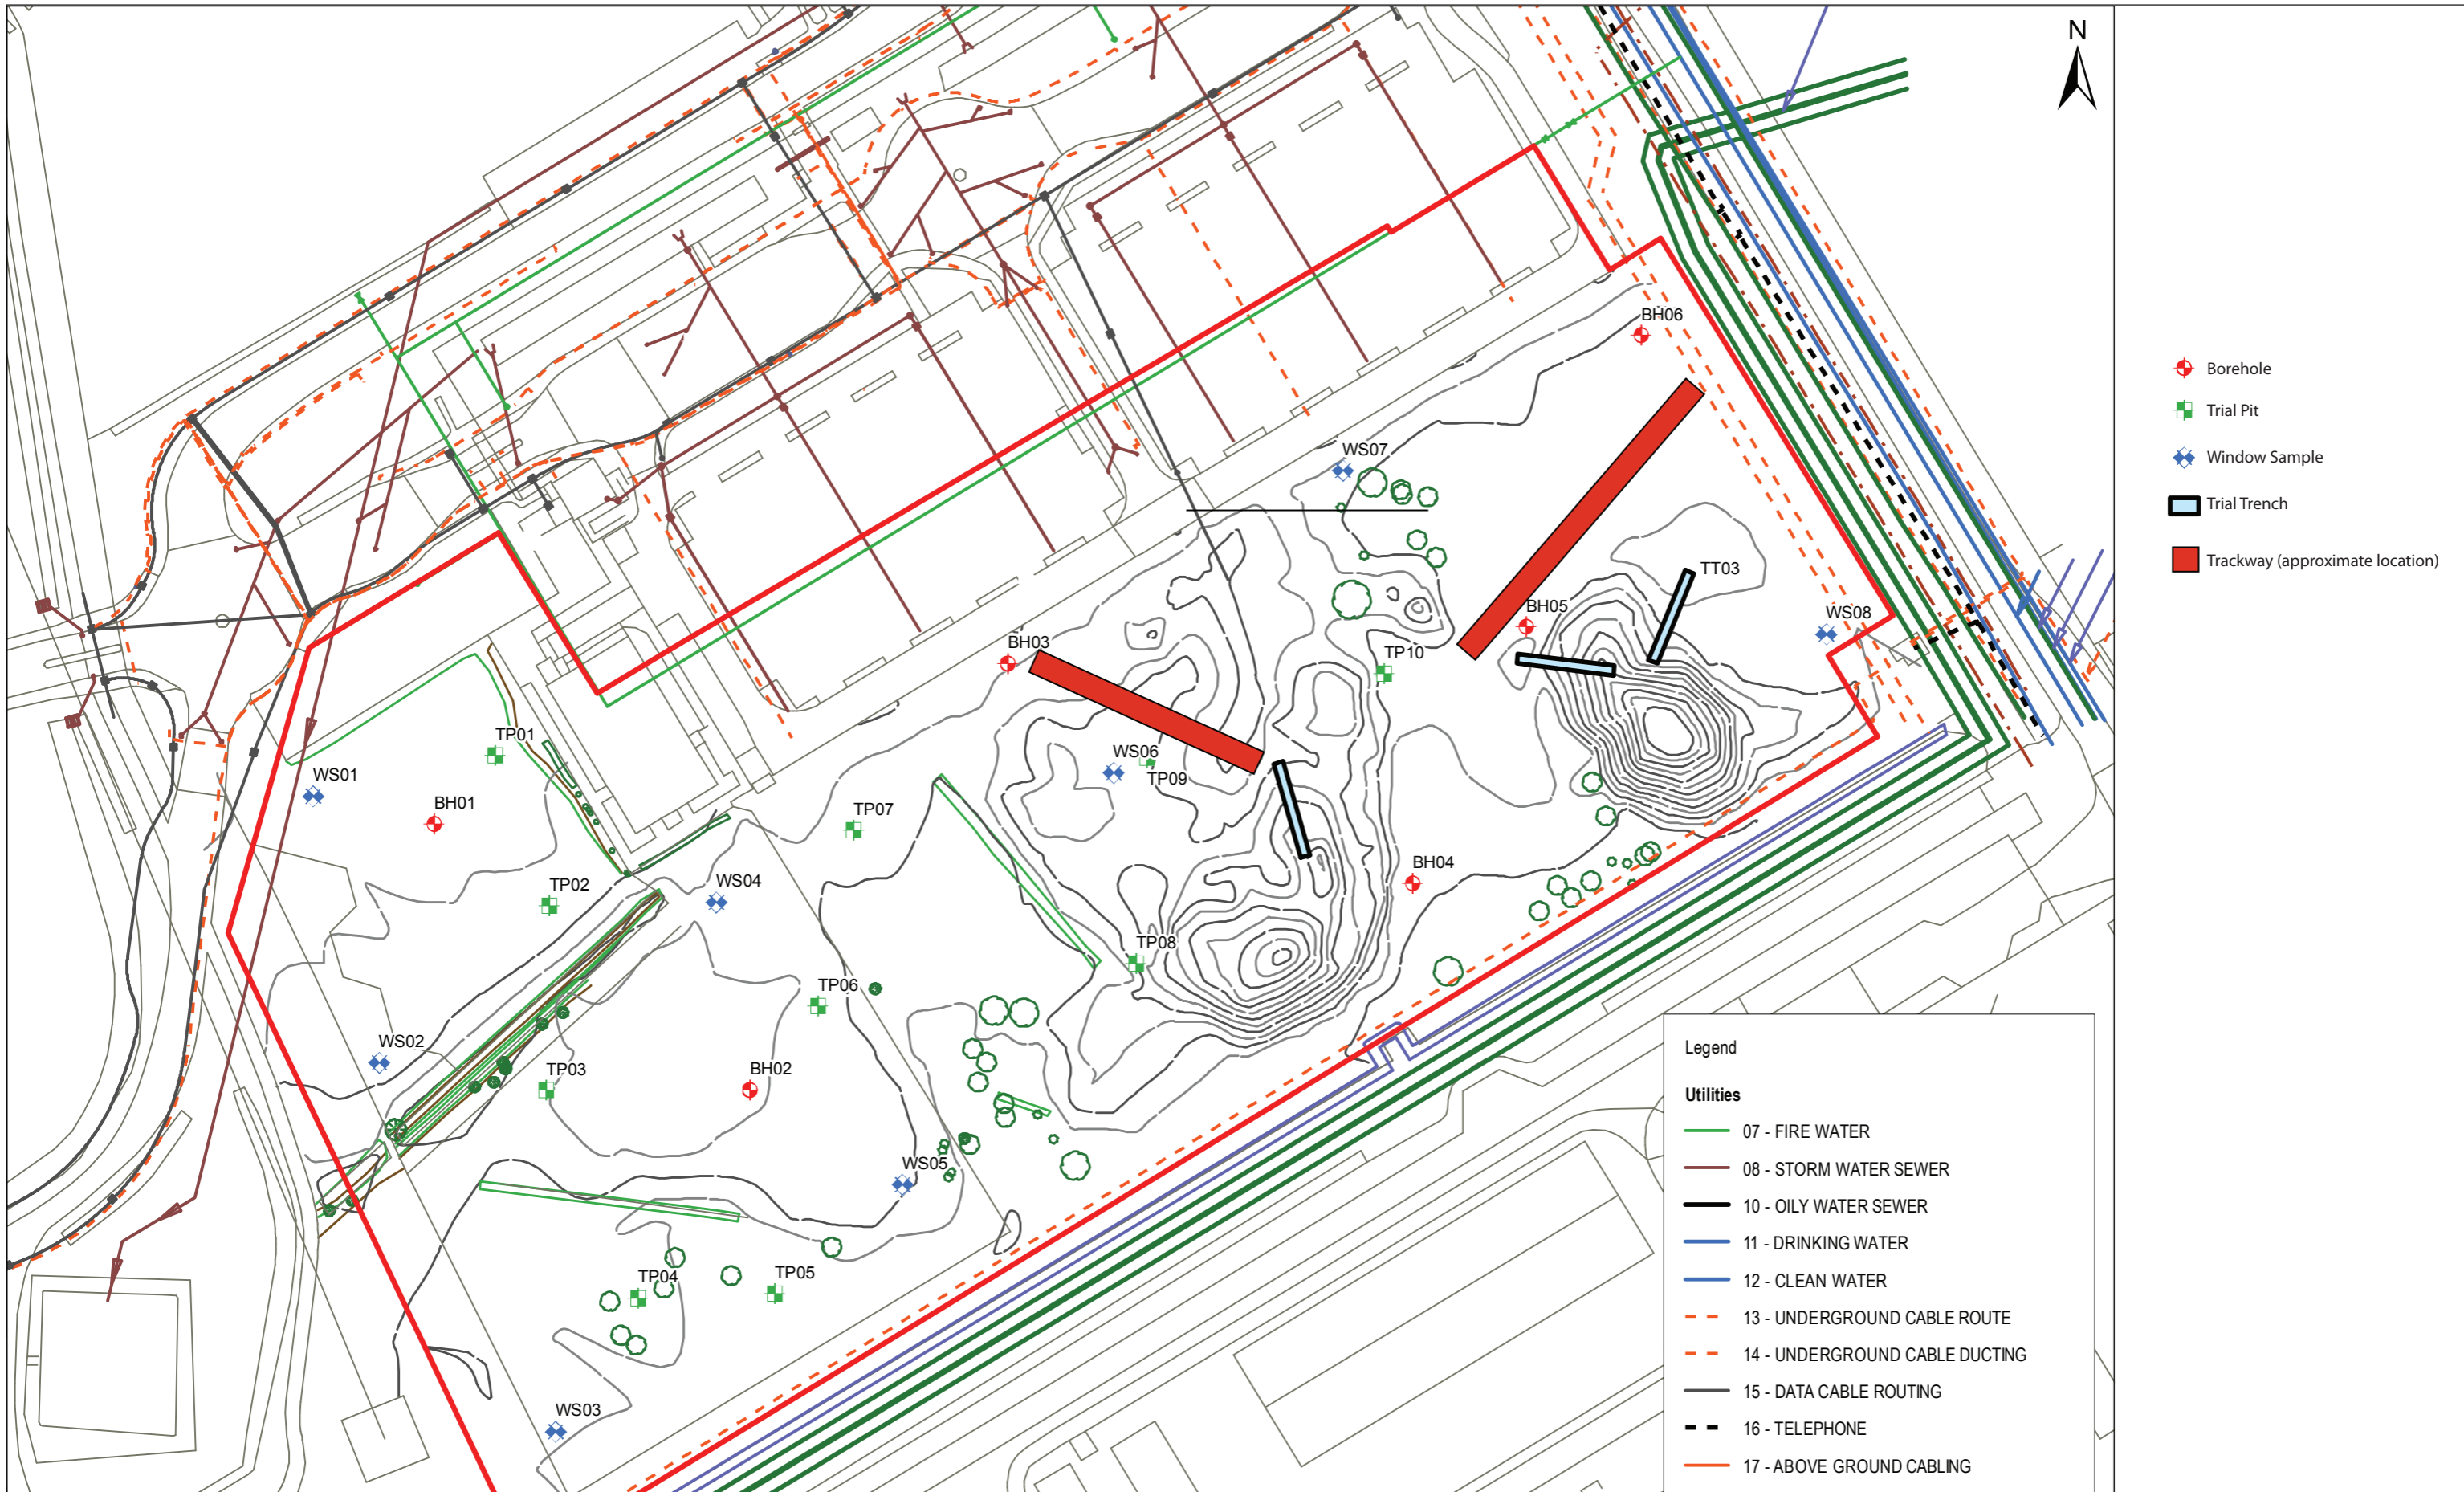 N
BH06
Borehole
Trial Pit
WS07
Window Sample
Trial Trench
Trackway (approximate location)
TT03
BH05
WS08
BH03
TP10
TP01
WS06
TP09
WS01
BH01
TP07
BH04
TP02
WS04
TP08
TP06
WS02
TP03
BH02
WS05
TP04
TP05
WS03
Legend
Utilities
07 - FIRE WATER
08 - STORM WATER SEWER
10 - OILY WATER SEWER
11 - DRINKING WATER
12 - CLEAN WATER
13 - UNDERGROUND CABLE ROUTE
14 - UNDERGROUND CABLE DUCTING
15 - DATA CABLE ROUTING
16 - TELEPHONE
17 - ABOVE GROUND CABLING